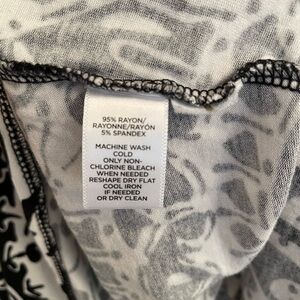 95% RAYON/
RAYONNE/RAYÓN
5% SPANDEX
MACHINE WASH
COLD
ONLY NON-
CHLORINE BLEACH
WHEN NEEDED
RESHAPE DRY FLAT
COOL IRON
IF NEEDED
OR DRY CLEAN